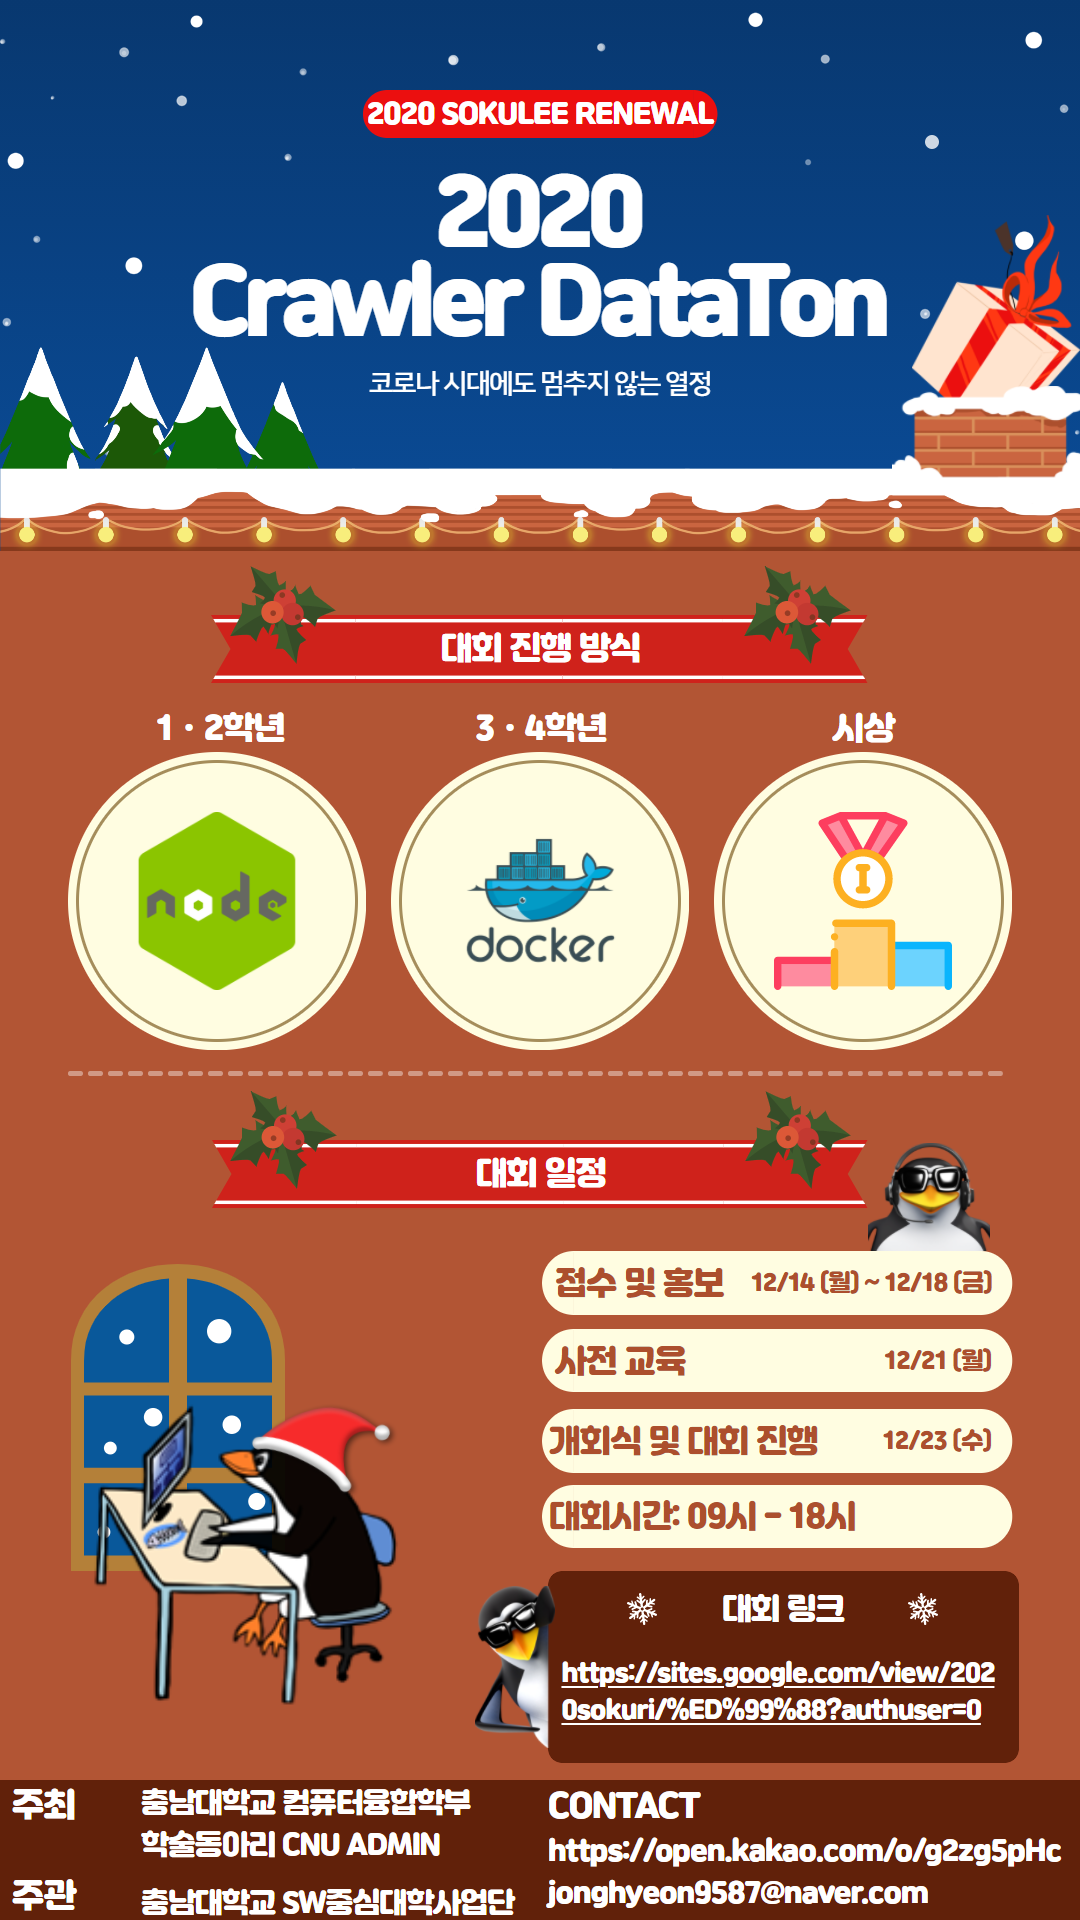 2020 SOKULEE RENEWAL
2020
Crawler DataTon
코로나 시대에도 멈추지 않는 열정
대회 진행 방식
1 · 2학년
3 · 4학년
시상
node
docker
I
대회 일정
접수 및 홍보 12/14 (월) ~ 12/18 (금)
사전 교육 12/21 (월)
개회식 및 대회 진행 12/23 (수)
대회시간: 09시 - 18시
대회 링크
https://sites.google.com/view/202
0sokuri/%ED%99%88?authuser=0
주최 충남대학교 컴퓨터융합학부
학술동아리 CNU ADMIN
주관 충남대학교 SW중심대학사업단
CONTACT
https://open.kakao.com/o/g2zg5pHc
jonghyeon9587@naver.com